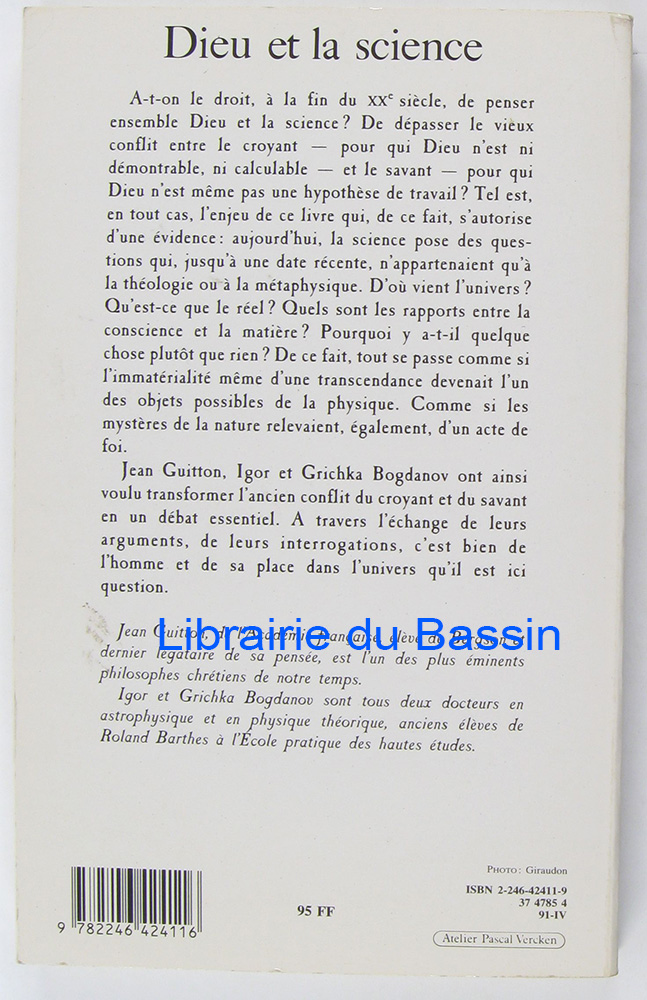 Dieu et la science
A-t-on le droit, à la fin du XXe siècle, de penser
ensemble Dieu et la science ? De dépasser le vieux
conflit entre le croyant — pour qui Dieu n'est ni
démontrable, ni calculable — et le savant — pour qui
Dieu n'est même pas une hypothèse de travail ? Tel est,
en tout cas, l'enjeu de ce livre qui, de ce fait, s'autorise
d'une évidence : aujourd'hui, la science pose des ques-
tions qui, jusqu'à une date récente, n'appartenaient qu'à
la théologie ou à la métaphysique. D'où vient l'univers ?
Qu'est-ce que le réel ? Quels sont les rapports entre la
conscience et la matière ? Pourquoi y a-t-il quelque
chose plutôt que rien ? De ce fait, tout se passe comme si
l'immatérialité même d'une transcendance devenait l'un
des objets possibles de la physique. Comme si les
mystères de la nature relevaient, également, d'un acte de
foi.
Jean Guitton, Igor et Grichka Bogdanov ont ainsi
voulu transformer l'ancien conflit du croyant et du savant
en un débat essentiel. A travers l'échange de leurs
arguments, de leurs interrogations, c'est bien de
l'homme et de sa place dans l'univers qu'il est ici
question.
Jean Guitton, de l'Académie française, élève de Bergson et
Librairie du Bassin
dernier légataire de sa pensée, est l'un des plus éminents
philosophes chrétiens de notre temps.
Igor et Grichka Bogdanov sont tous deux docteurs en
astrophysique et en physique théorique, anciens élèves de
Roland Barthes à l'École pratique des hautes études.
PHOTO : Giraudon
ISBN 2-246-42411-9
37 4785 4
91-IV
95 FF
9 782246 424116
Atelier Pascal Vercken